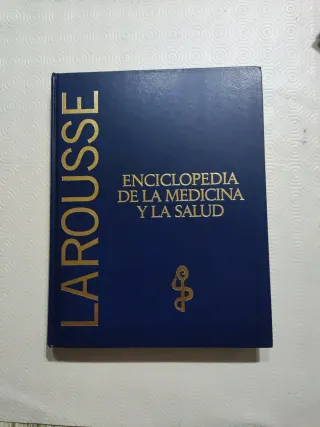 LAROUSSE
ENCICLOPEDIA
DE LA MEDICINA
Y LA SALUD